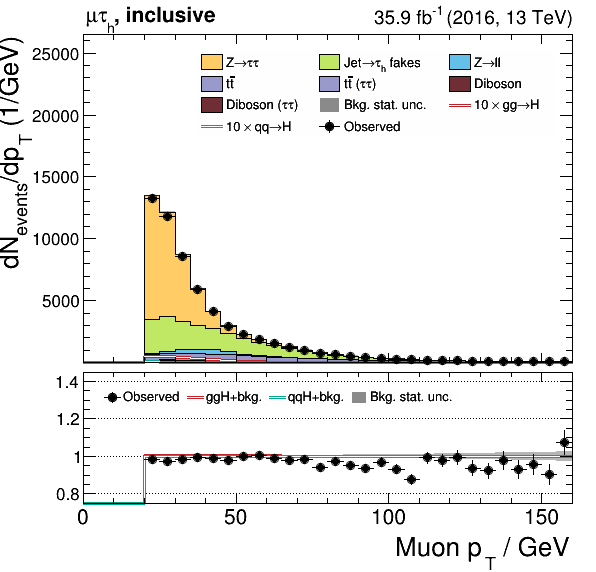 μτh, inclusive 35.9 fb-1 (2016, 13 TeV)
25000
20000
15000
10000
5000
dNevents/dpT (1/GeV)
Z→ττ Jet→τh fakes Z→ll
tt̄ tt̄ (ττ) Diboson
Diboson (ττ) Bkg. stat. unc. 10 × gg→H
10 × qq→H Observed
1.4
1.2
1
0.8
Observed ggH+bkg. qqH+bkg. Bkg. stat. unc.
0 50 100 150
Muon pT / GeV